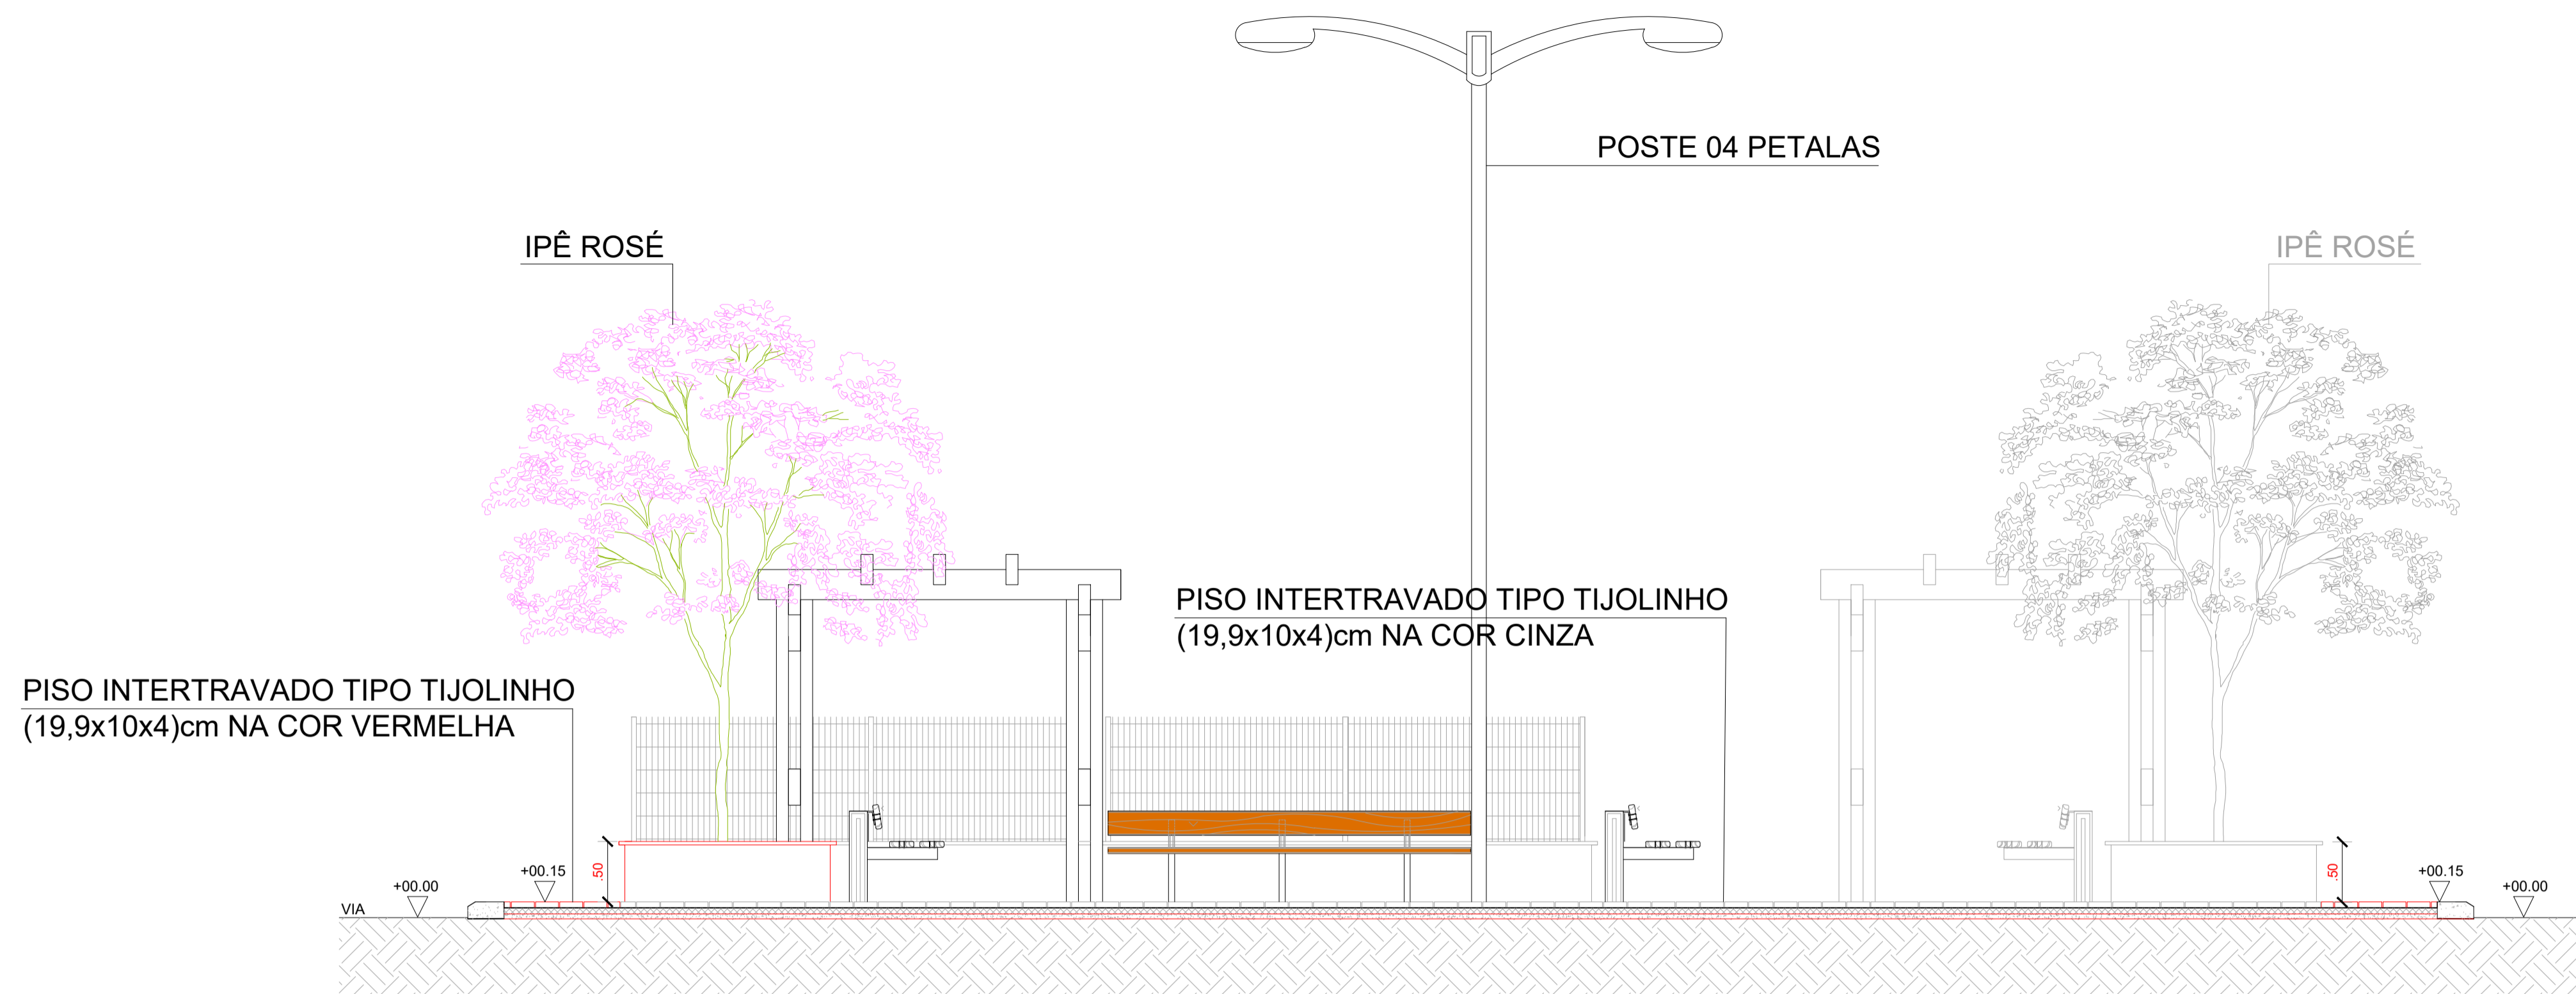 POSTE 04 PETALAS
IPÊ ROSÉ
IPÊ ROSÉ
PISO INTERTRAVADO TIPO TIJOLINHO
(19,9x10x4)cm NA COR CINZA
PISO INTERTRAVADO TIPO TIJOLINHO
(19,9x10x4)cm NA COR VERMELHA
VIA
+00.00
+00.15
.50
.50
+00.15
+00.00